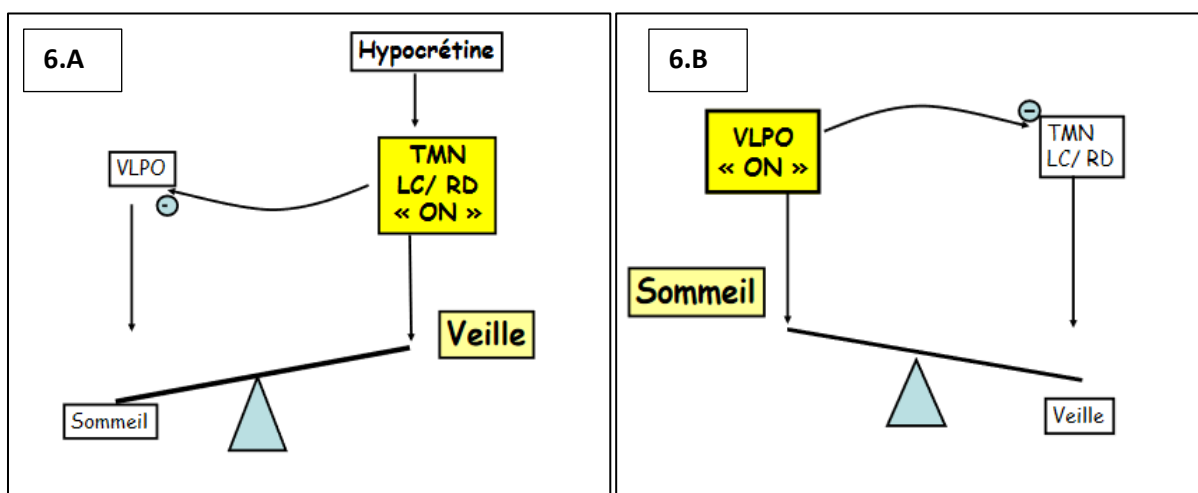 6.A
Hypocrétine
VLPO
TMN
LC/ RD
« ON »
-
Veille
Sommeil
6.B
VLPO
« ON »
-
TMN
LC/ RD
Sommeil
Veille